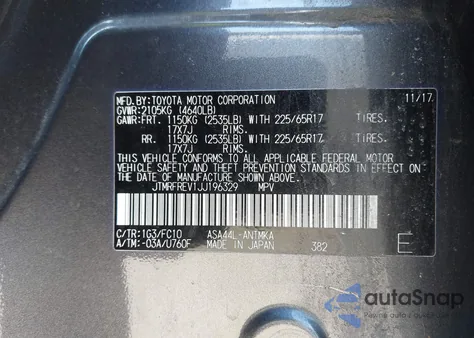 MFD.BY:TOYOTA MOTOR CORPORATION 11/17
GVWR:2105KG (4640LB)
GAWR:FRT. 1150KG (2535LB) WITH 225/65R17 TIRES.
17X7J RIMS.
RR. 1150KG (2535LB) WITH 225/65R17 TIRES.
17X7J RIMS.
THIS VEHICLE CONFORMS TO ALL APPLICABLE FEDERAL MOTOR
VEHICLE SAFETY AND THEFT PREVENTION STANDARDS IN EFFECT ON
THE DATE OF MANUFACTURE SHOWN ABOVE.
JTMRFREV1JJ196329 MPV
C/TR:1G3/FC10 ASA44L-ANTMKA
A/TM:-03A/U760F MADE IN JAPAN 382 E
autoSnap